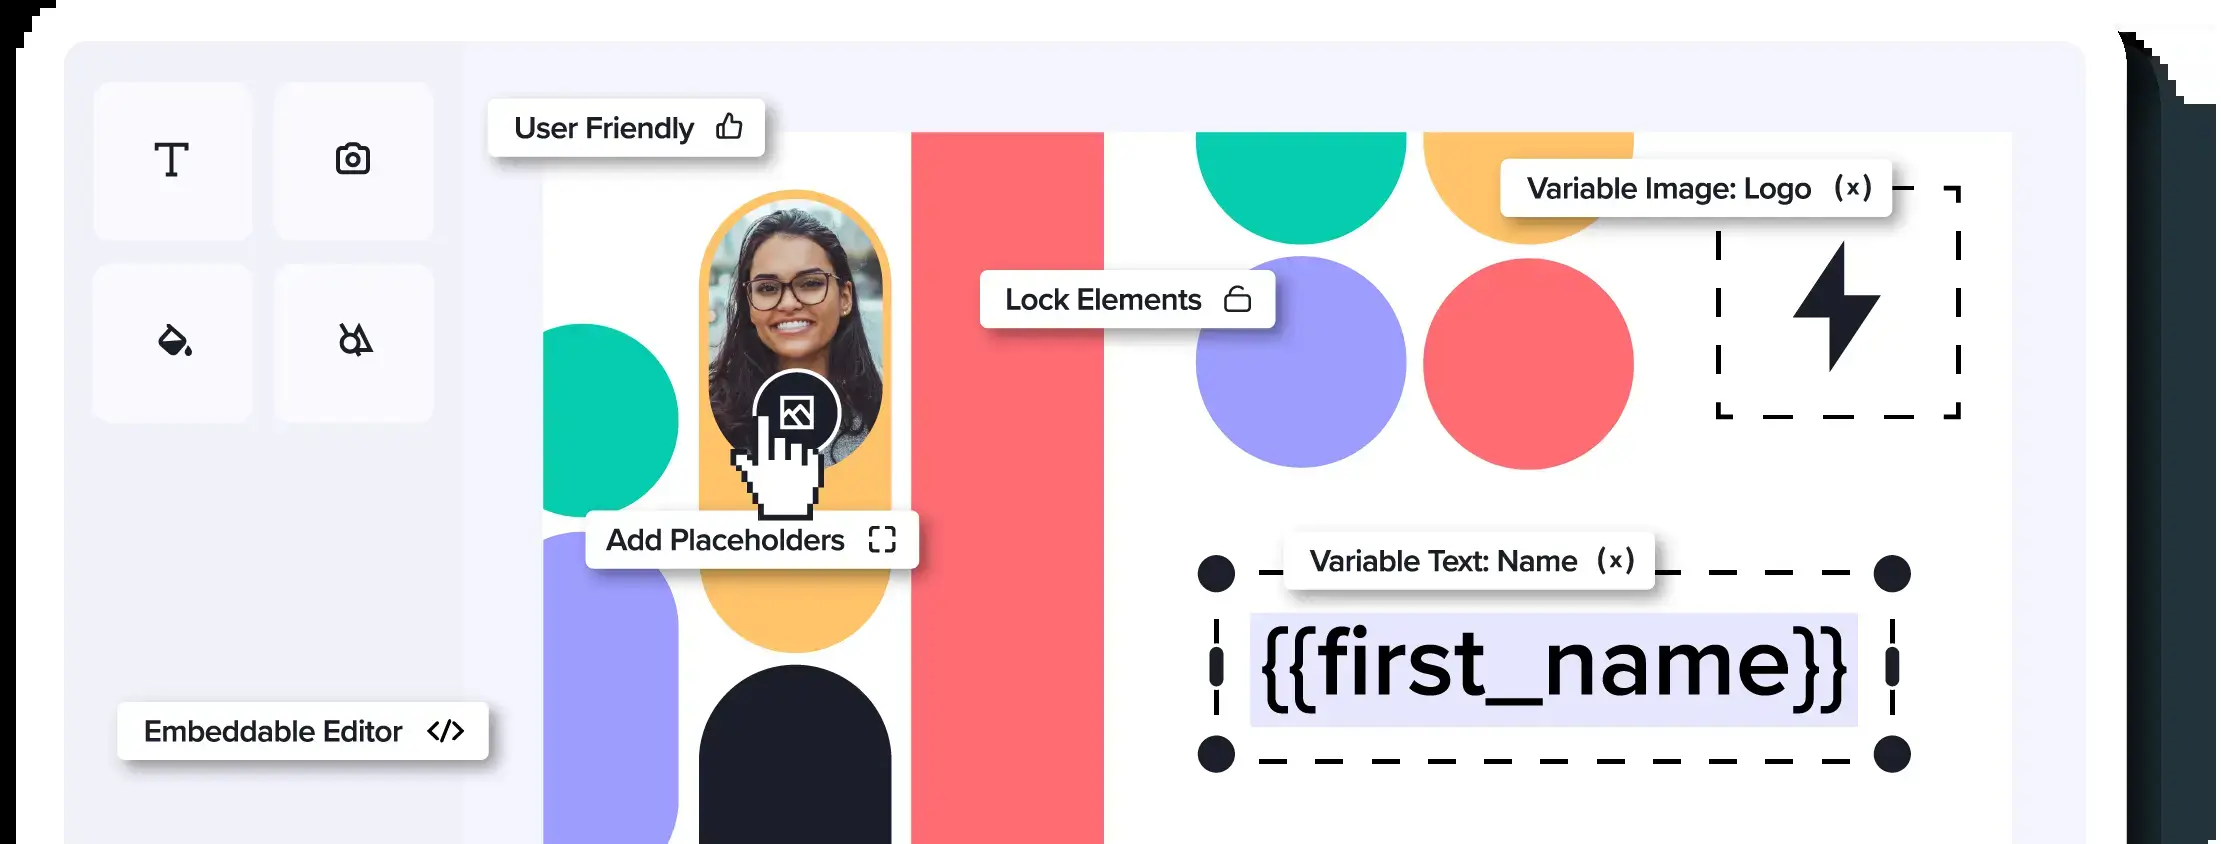 T
User Friendly
Variable Image: Logo (x)
Lock Elements
Add Placeholders
Variable Text: Name (x)
{{first_name}}
Embeddable Editor </>